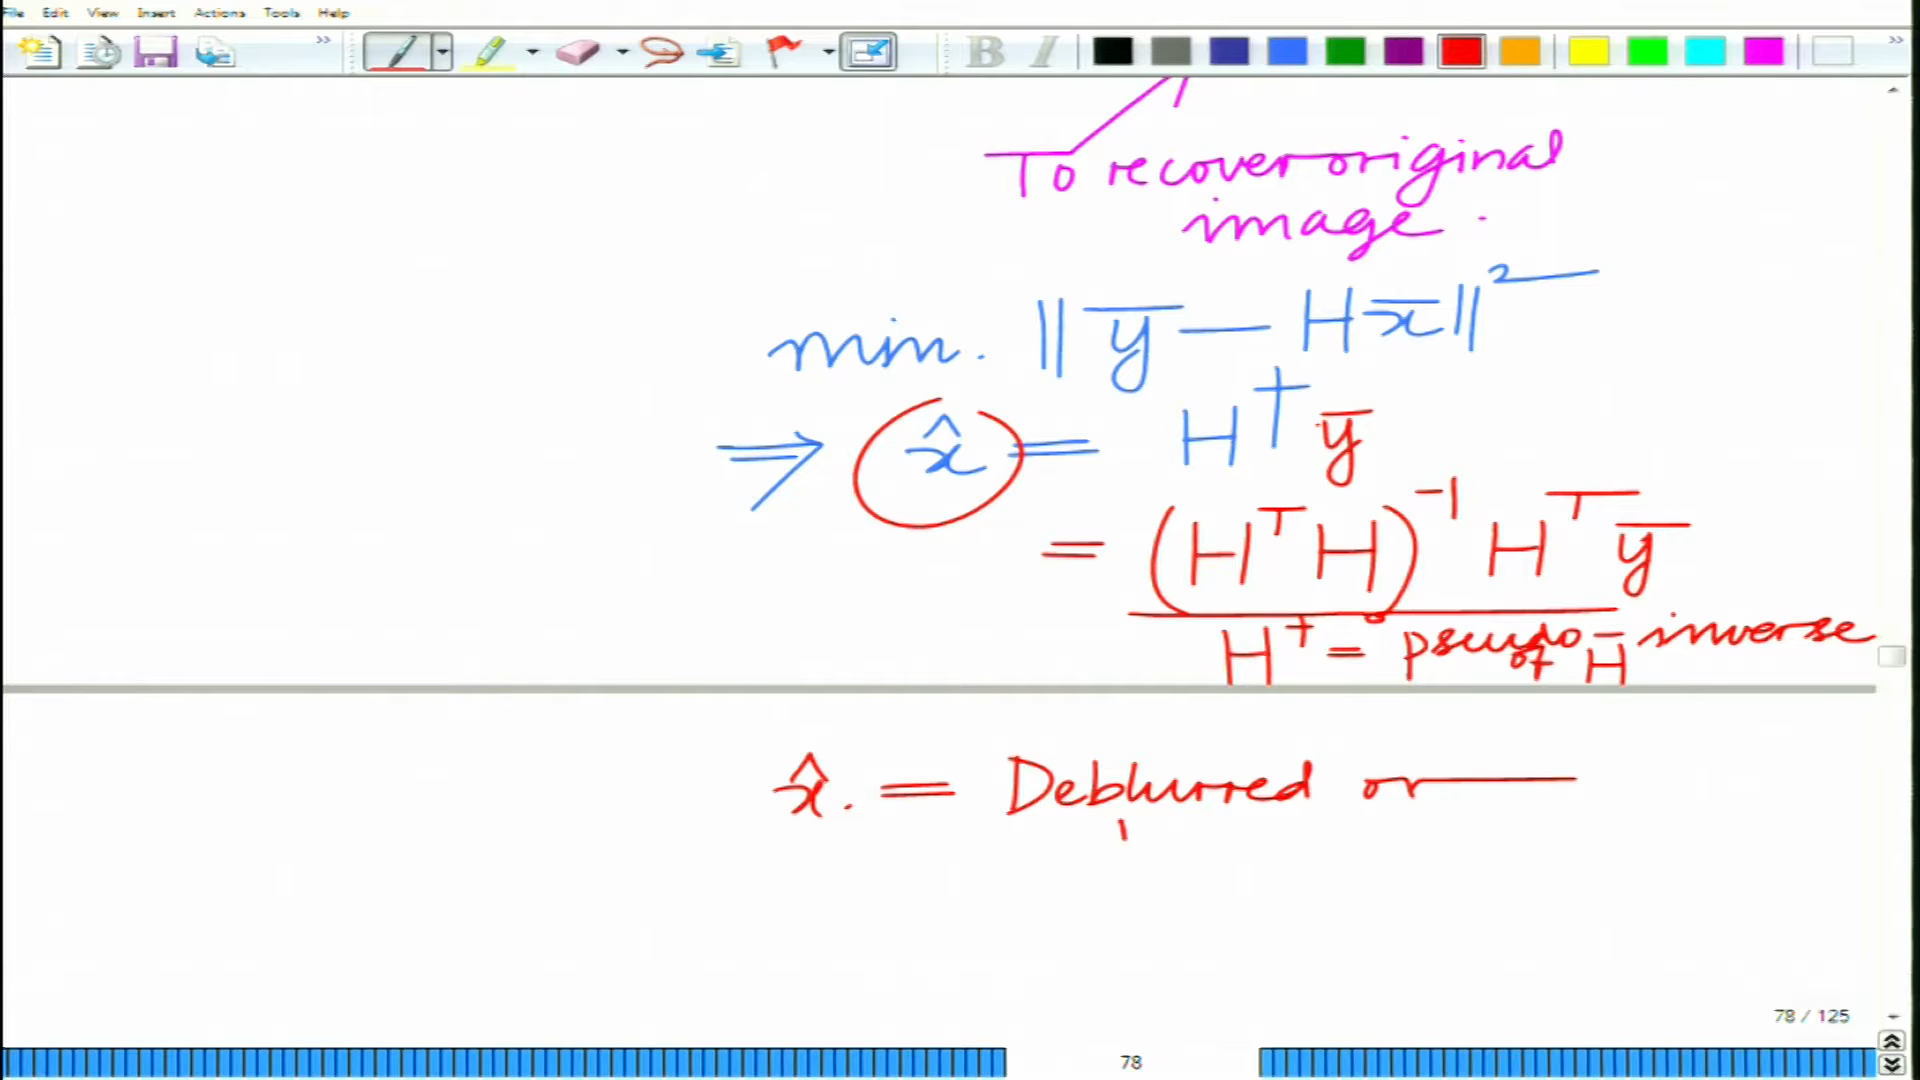 File Edit View Insert Actions Tools Help
B I
To recover original
image.
min. ‖ȳ − Hx̄‖²
⇒ x̂ = H† ȳ
= (HᵀH)⁻¹ Hᵀ ȳ
H† = pseudo-inverse
of H
x̂. = Deblurred or
78 / 125
78